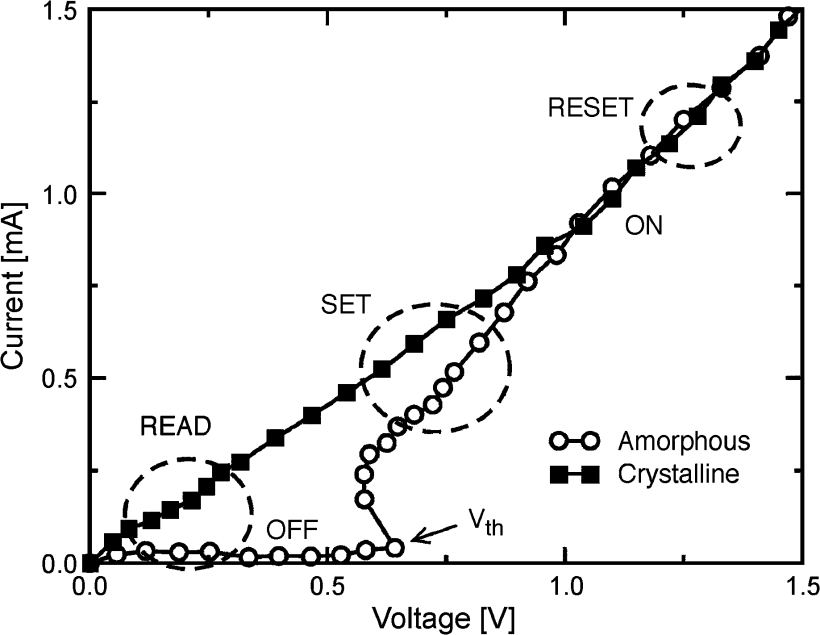 1.5
RESET
1.0
ON
Current [mA]
SET
0.5
READ
Amorphous
Crystalline
OFF
Vth
0.0
0.0 0.5 1.0 1.5
Voltage [V]